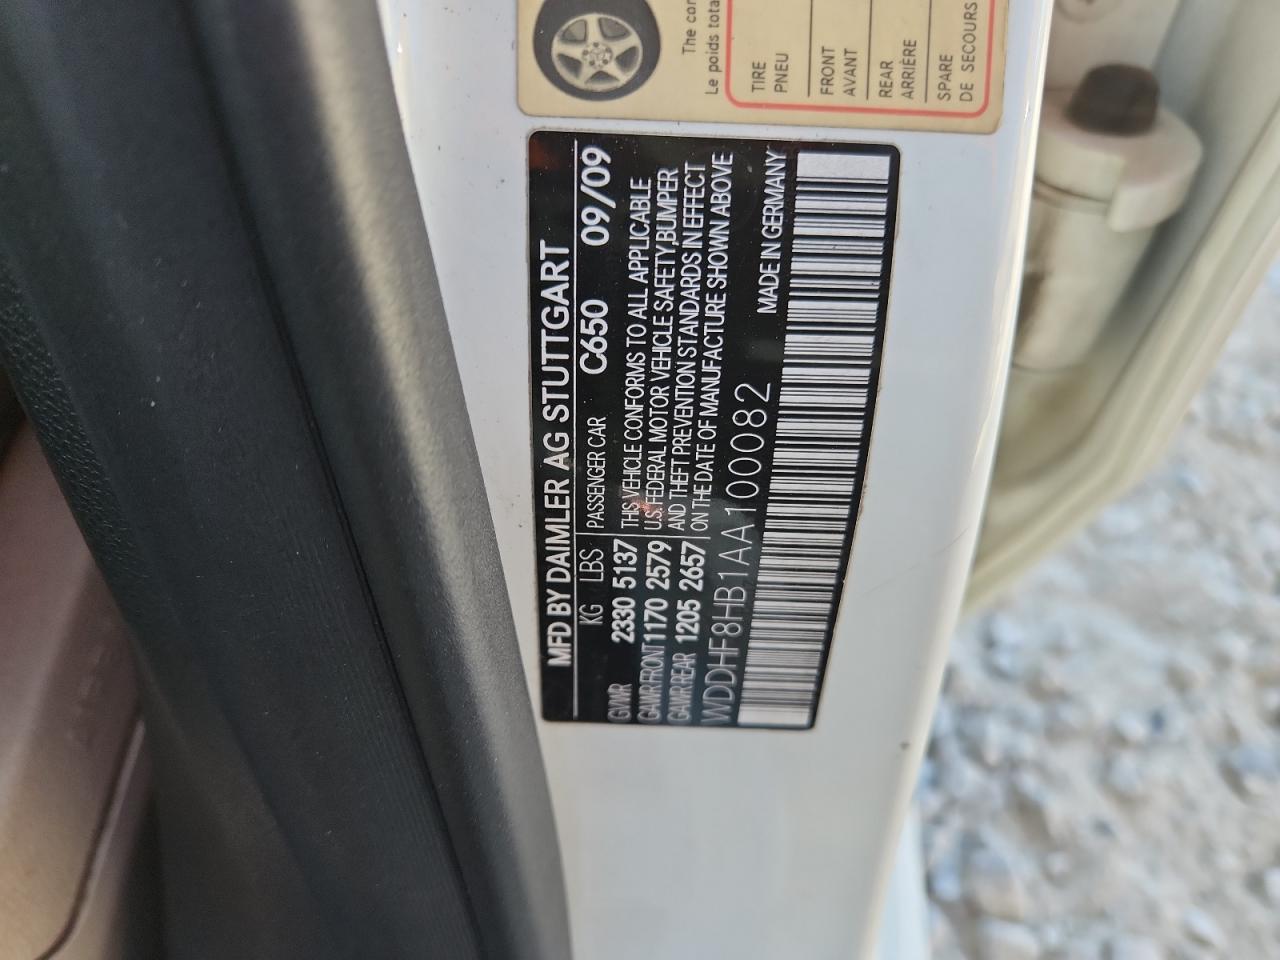 The
Le poids
TIRE
PNEU
FRONT
AVANT
REAR
ARRIÈRE
SPARE
DE SECOURS
MFD BY DAIMLER AG STUTTGART
KG LBS PASSENGER CAR C650 09/09
GVWR 2330 5137 THIS VEHICLE CONFORMS TO ALL APPLICABLE
GAWR FRONT 1170 2579 U.S. FEDERAL MOTOR VEHICLE SAFETY,BUMPER
GAWR REAR 1205 2657 AND THEFT PREVENTION STANDARDS IN EFFECT
ON THE DATE OF MANUFACTURE SHOWN ABOVE
WDDHF8HB1AA100082 MADE IN GERMANY